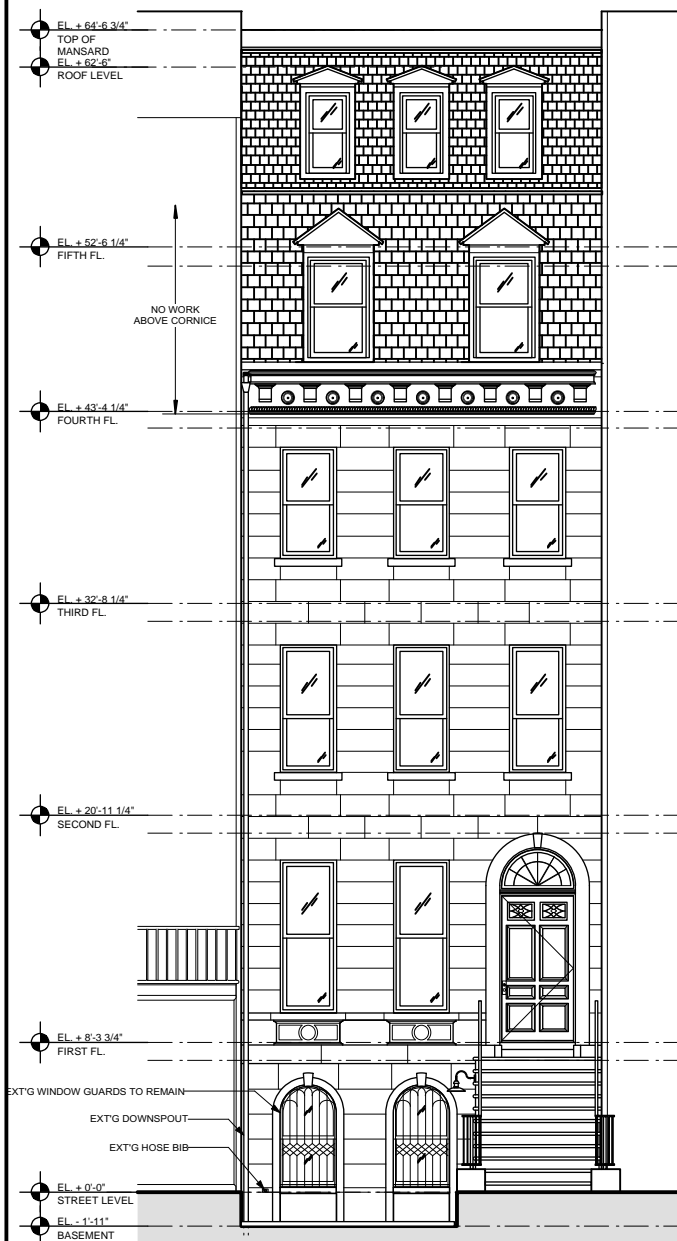 EL. + 64'-6 3/4"
TOP OF
MANSARD
EL. + 62'-6"
ROOF LEVEL
EL. + 52'-6 1/4"
FIFTH FL.
NO WORK
ABOVE CORNICE
EL. + 43'-4 1/4"
FOURTH FL.
EL. + 32'-8 1/4"
THIRD FL.
EL. + 20'-11 1/4"
SECOND FL.
EL. + 8'-3 3/4"
FIRST FL.
EXT'G WINDOW GUARDS TO REMAIN
EXT'G DOWNSPOUT
EXT'G HOSE BIB
EL. + 0'-0"
STREET LEVEL
EL. - 1'-11"
BASEMENT